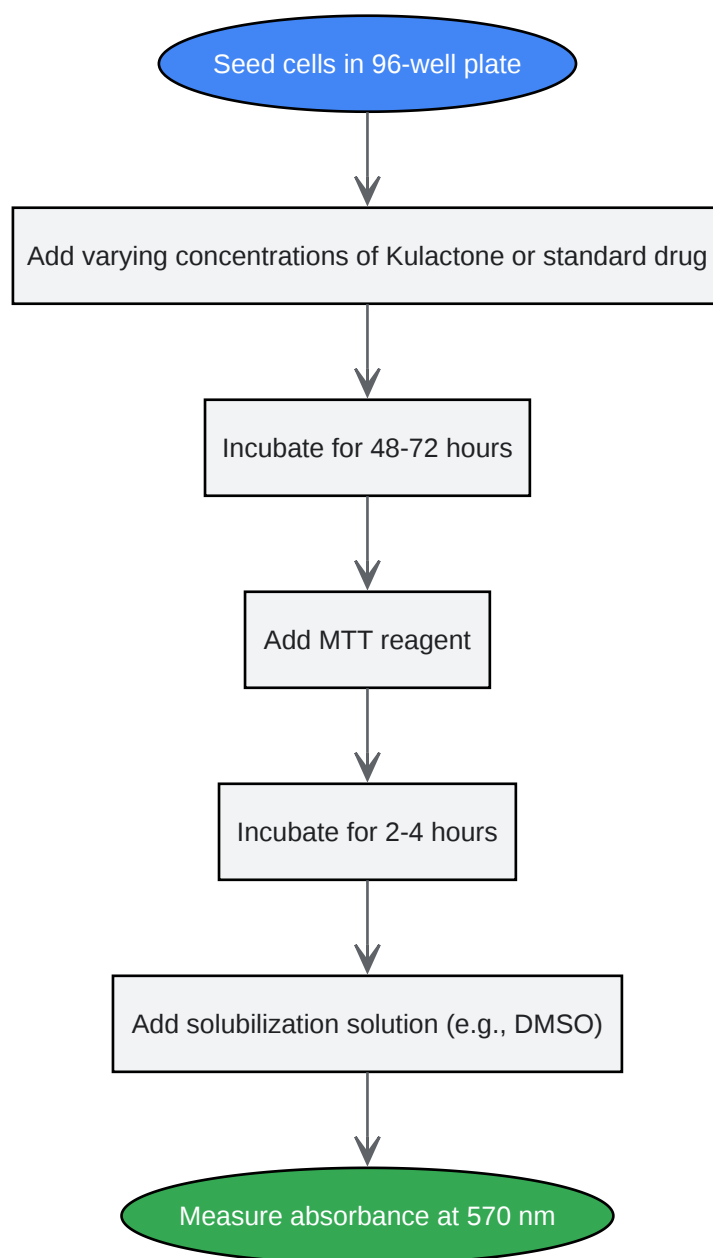 Seed cells in 96-well plate
Add varying concentrations of Kulactone or standard drug
Incubate for 48-72 hours
Add MTT reagent
Incubate for 2-4 hours
Add solubilization solution (e.g., DMSO)
Measure absorbance at 570 nm